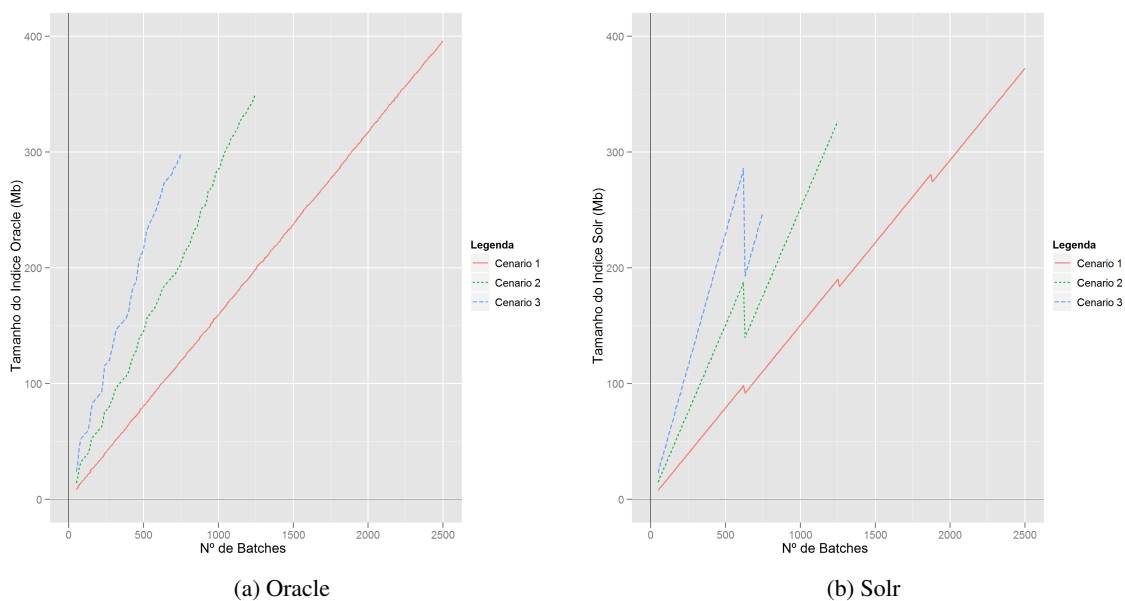 Tamanho do Indice Oracle (Mb)
400
300
200
100
0
0 500 1000 1500 2000 2500
Nº de Batches
Legenda
Cenario 1
Cenario 2
Cenario 3
(a) Oracle
Tamanho do Indice Solr (Mb)
400
300
200
100
0
0 500 1000 1500 2000 2500
Nº de Batches
Legenda
Cenario 1
Cenario 2
Cenario 3
(b) Solr